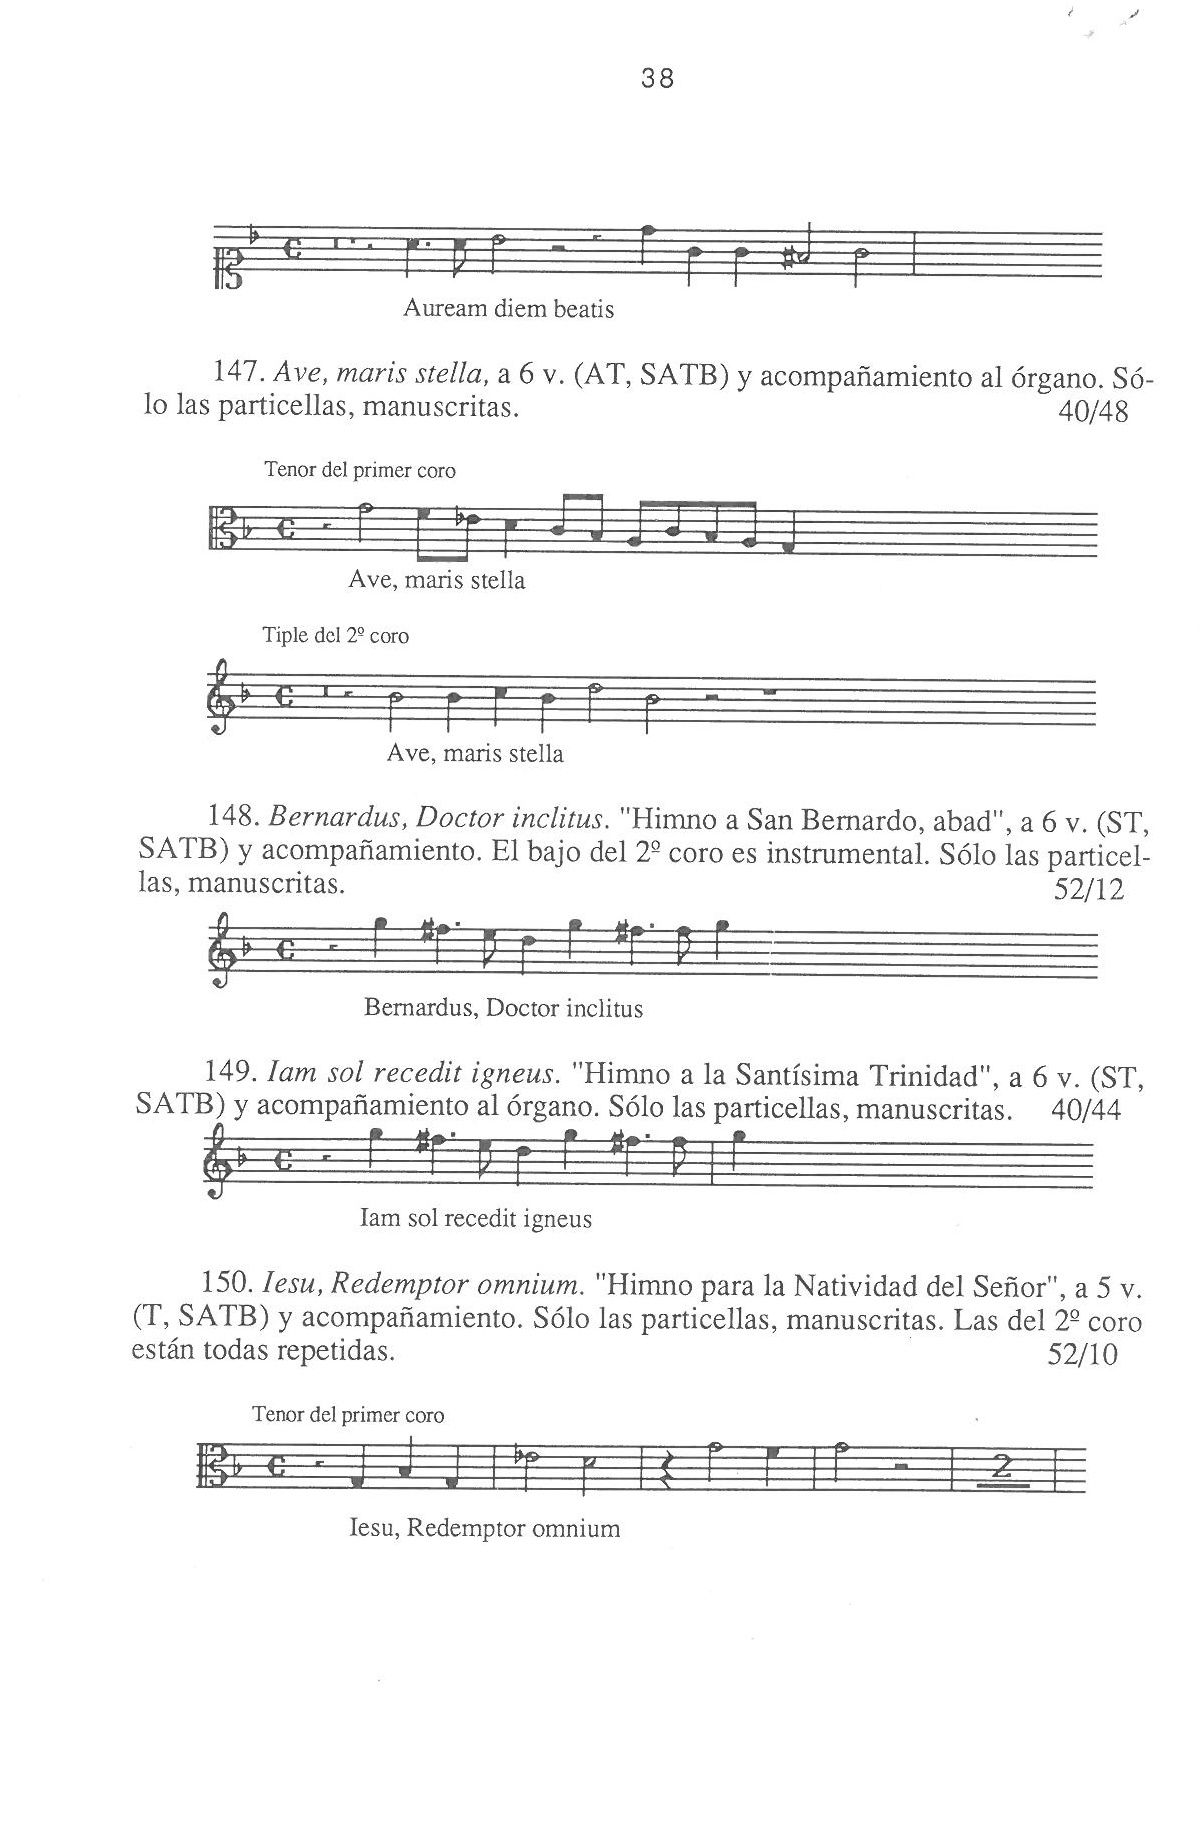 38
Auream diem beatis
147. Ave, maris stella, a 6 v. (AT, SATB) y acompañamiento al órgano. Só-
lo las particellas, manuscritas. 40/48
Tenor del primer coro
Ave, maris stella
Tiple del 2º coro
Ave, maris stella
148. Bernardus, Doctor inclitus. "Himno a San Bernardo, abad", a 6 v. (ST,
SATB) y acompañamiento. El bajo del 2º coro es instrumental. Sólo las particel-
las, manuscritas. 52/12
Bernardus, Doctor inclitus
149. Iam sol recedit igneus. "Himno a la Santísima Trinidad", a 6 v. (ST,
SATB) y acompañamiento al órgano. Sólo las particellas, manuscritas. 40/44
Iam sol recedit igneus
150. Iesu, Redemptor omnium. "Himno para la Natividad del Señor", a 5 v.
(T, SATB) y acompañamiento. Sólo las particellas, manuscritas. Las del 2º coro
están todas repetidas. 52/10
Tenor del primer coro
2
Iesu, Redemptor omnium